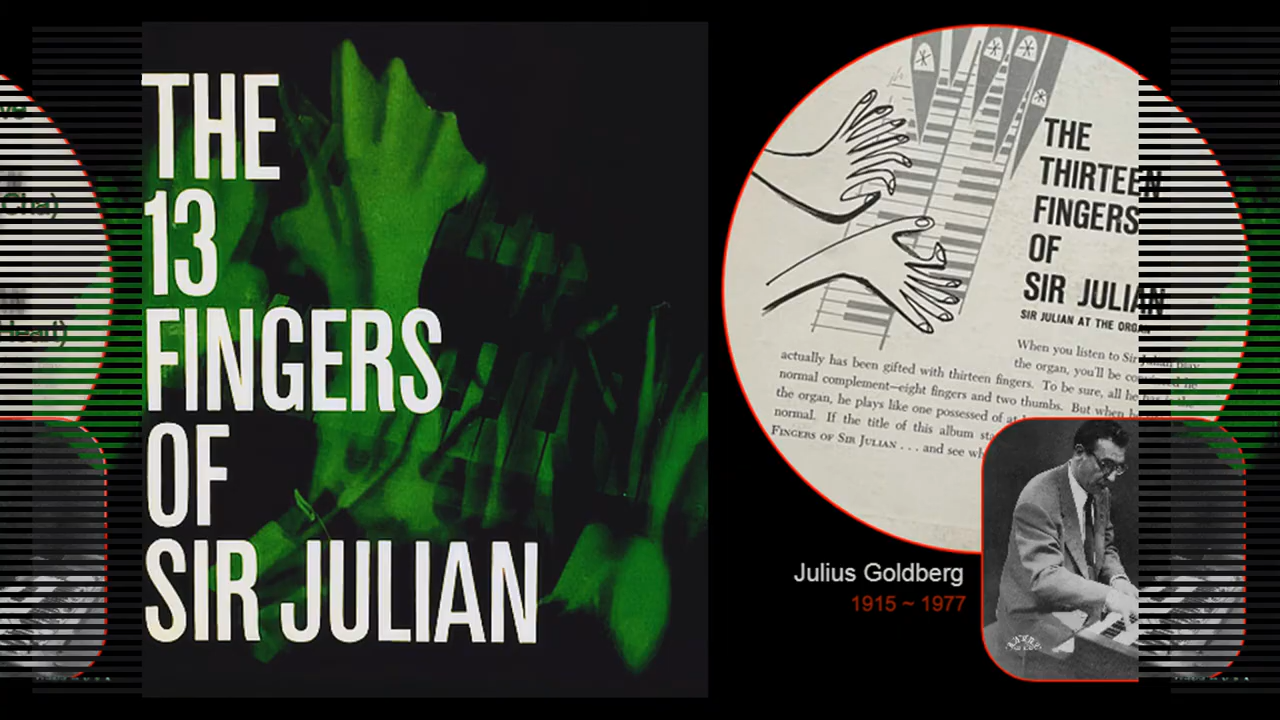 THE
13
FINGERS
OF
SIR JULIAN
THE
THIRTEEN
FINGERS
OF
SIR JULIAN
SIR JULIAN AT THE ORGAN
When you listen to Sir Julian play
the organ, you'll be
actually has been gifted with thirteen fingers. To be sure, all he
normal complement—eight fingers and two thumbs. But when
the organ, he plays like one possessed of
normal. If the title of this album
FINGERS OF SIR JULIAN . . . and see
Julius Goldberg
1915 ~ 1977
Cha)
Heart)